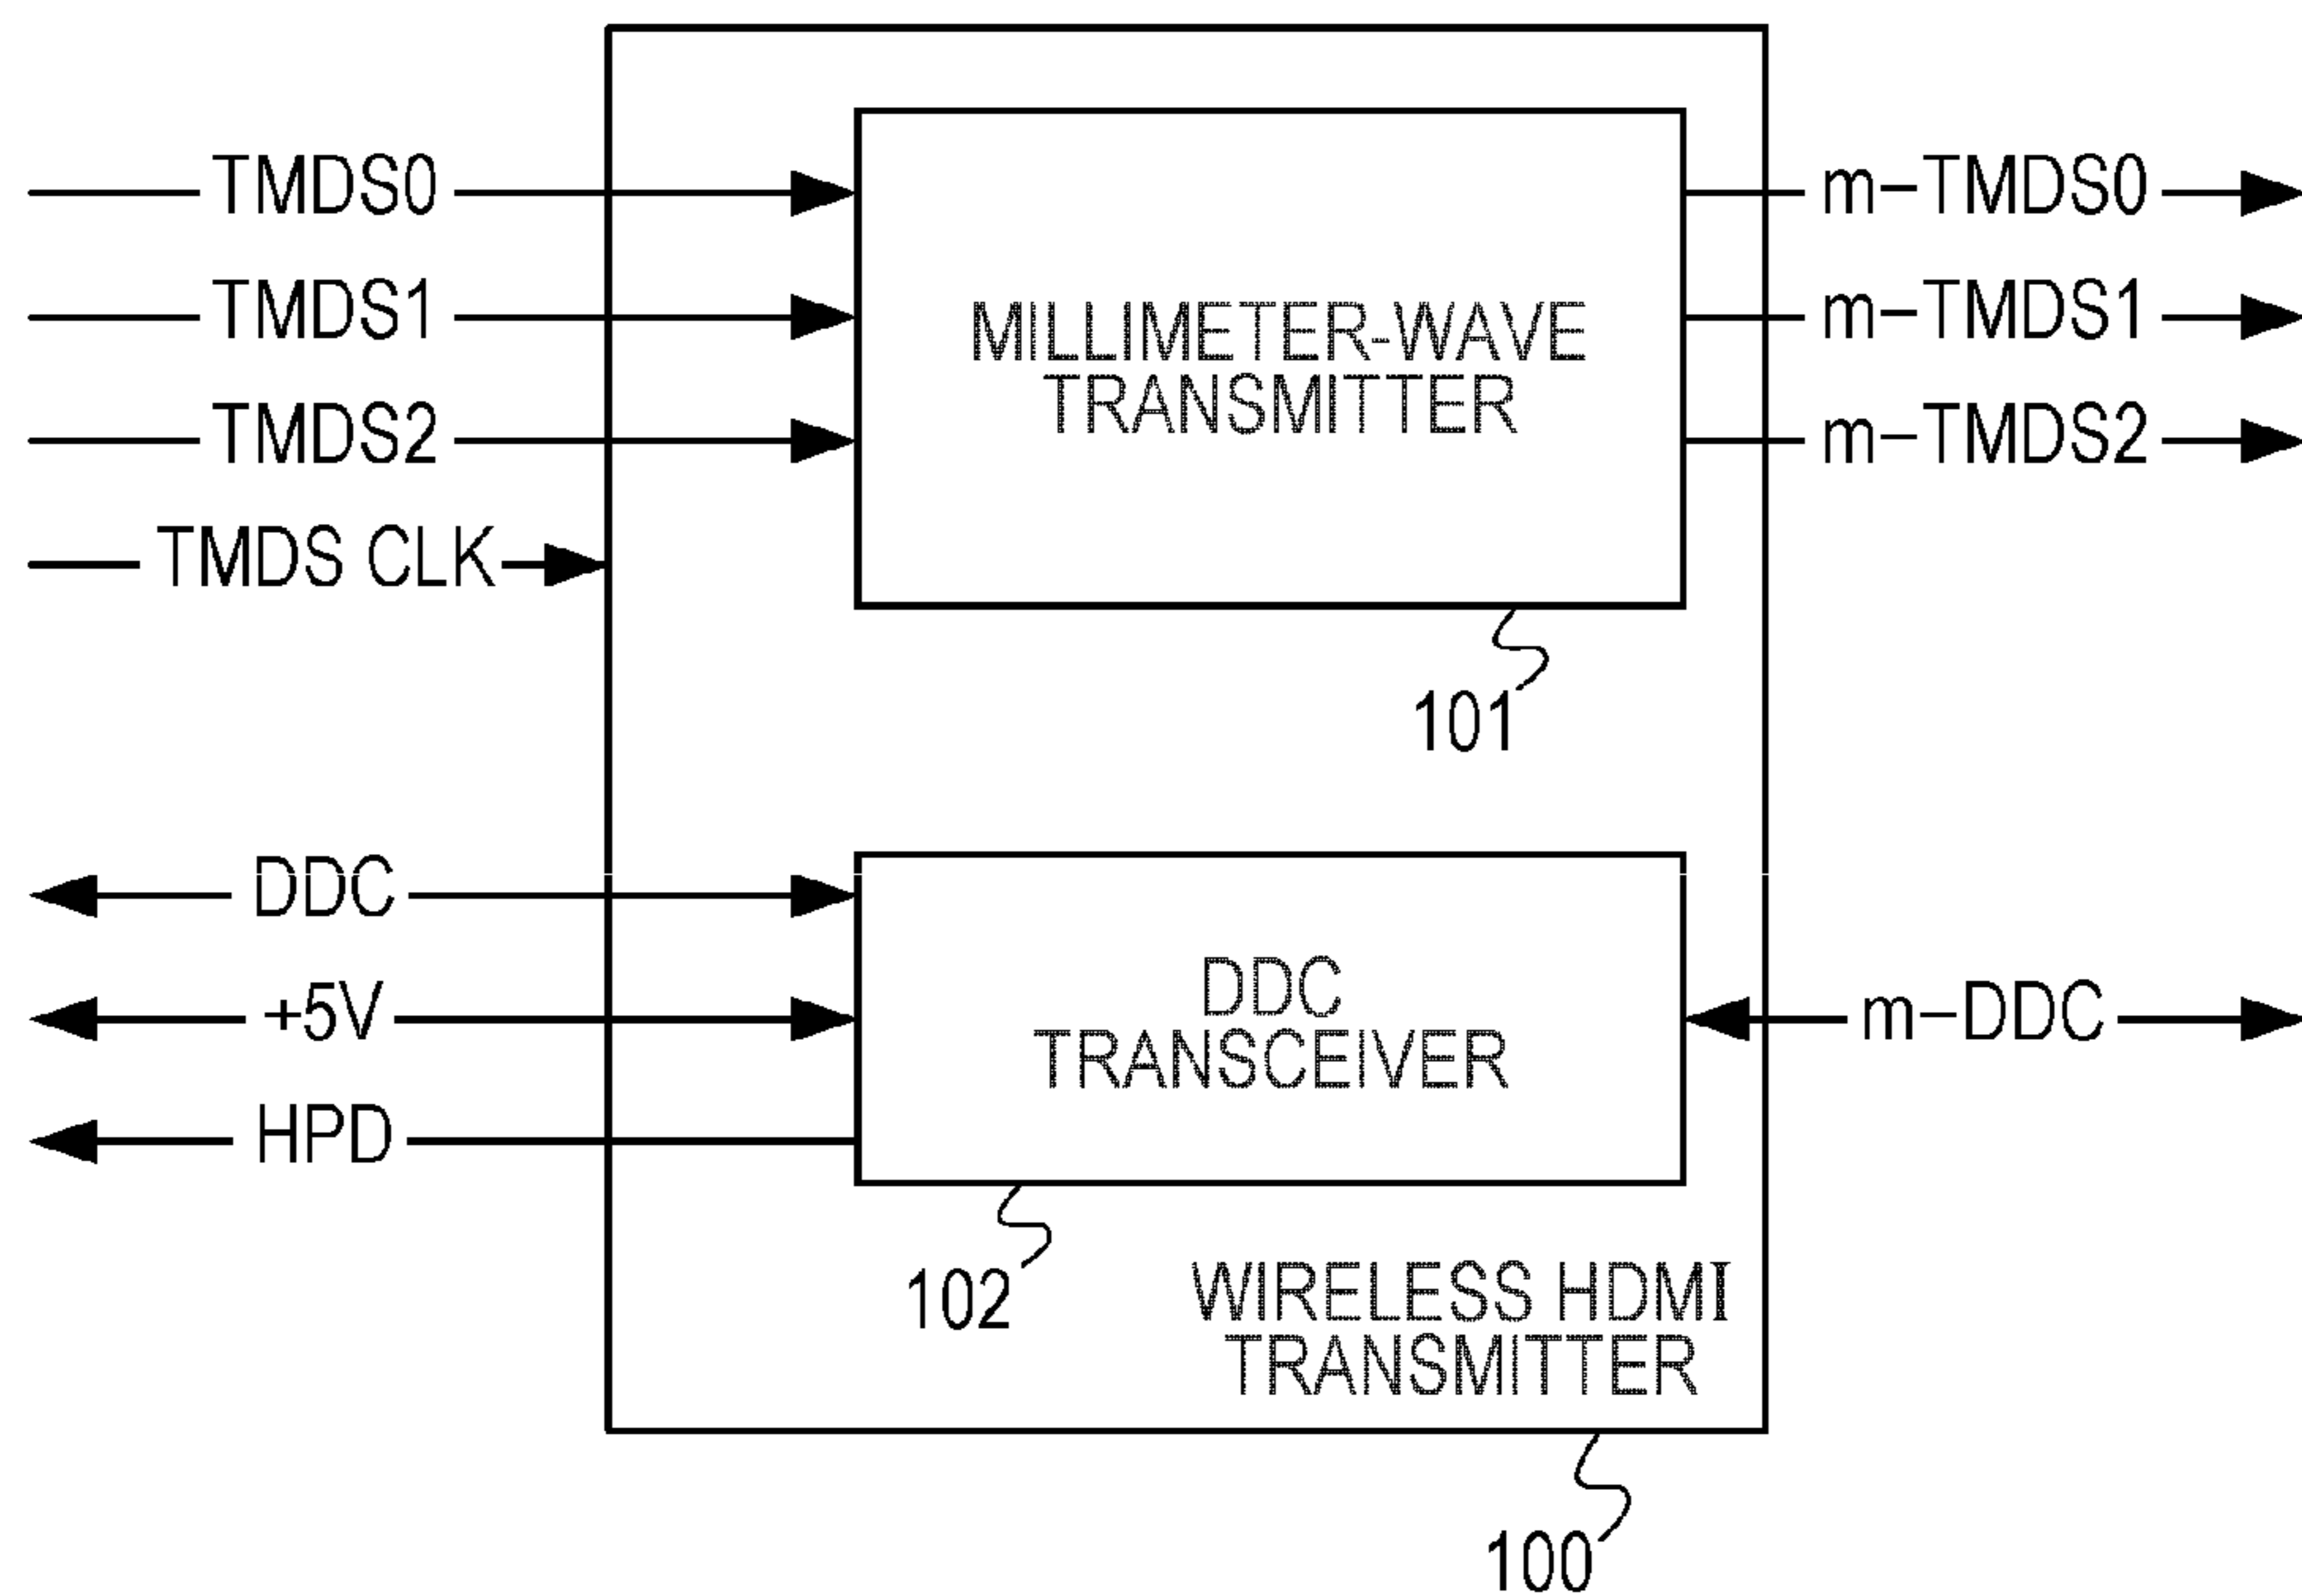 TMDS0
m-TMDS0
TMDS1
m-TMDS1
MILLIMETER-WAVE
TRANSMITTER
TMDS2
m-TMDS2
TMDS CLK
101
DDC
DDC
TRANSCEIVER
+5V
m-DDC
HPD
102
WIRELESS HDMI
TRANSMITTER
100